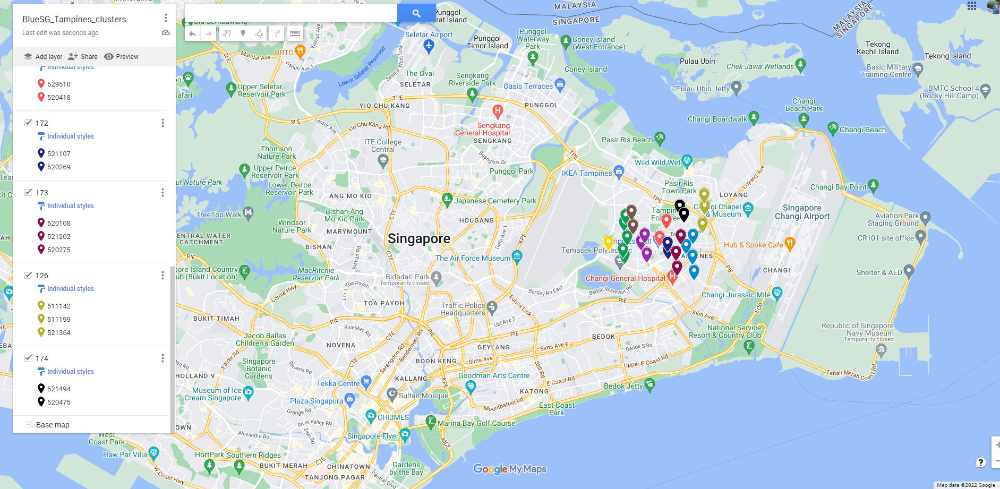 BlueSG_Tampines_clusters
Last edit was seconds ago
Add layer
Share
Preview
Individual styles
529510
520418
172
Individual styles
521107
520269
173
Individual styles
520108
521202
520275
126
Individual styles
511142
511199
521364
174
Individual styles
521494
520475
Base map
MALAYSIA
SINGAPORE
MALAYSIA
SINGAPORE
Punggol
Barat Island
Seletar Airport
Punggol
Timor Island
Punggol
Waterway
Park
Coney Island
(West Entrance)
Tekong
Kechil Island
Tekong Island
ORTO
Mandai Ave
Yishun Ave 1
SLE
Lower Seletar Reservoir
Seletar West Link
The Oval
SELETAR
Sengkang
Riverside Park
Coney Island
Oasis Terraces
Pulau Ubin
Chek Jawa Wetlands
Basic Military
Training Centre
Pulau Ubin Jetty
BMTC School 4
(Rocky Hill Camp)
Upper Seletar
Reservoir Park
TPE
YIO CHU KANG
PUNGGOL
Changi
Beach Park
Changi Boardwalk
Changi Beach
SLE
Lentor Ave
Yio Chu Kang Rd
Sengkang
General Hospital
SENGKANG
ITE College
Central
Buangkok Dr
Pasir Ris Beach
TPE
Wild Wild Wet
Thomson
Nature Park
Upper Peirce
Reservoir Park
Lower Peirce
Reservoir Park
Punggol Park
IKEA Tampines
Pasir Ris
Town Park
Loyang Ave
LOYANG
Changi Bay Point
ANG MO KIO
Japanese Cemetery Park
TPE
Singapore
Changi Airport
Aviation Park
Staging Ground
TreeTop Walk
Bishan-Ang
Mo Kio Park
CTE
HOUGANG
Windsor
Nature Park
MARYMOUNT
CENTRAL WATER
CATCHMENT
BISHAN
Singapore
Defu Ave 1
KPE
Temasek
CR101 site office
Hub & Spoke Cafe
The Air Force Museum
CTE
Bishan Rd
MacRitchie
Reservoir Park
Bidadari Park
Temporarily closed
Lornie Hwy
Lor 1 Toa Payoh
Changi General Hospital
CHANGI
Shelter & AED
Bartley Rd East
Bedok Reservoir Rd
PIE
Changi Jurassic Mile
TOA PAYOH
Traffic Police
Headquarters
Eunos Link
Ubi Ave 2
Xilin Ave
ECP
BUKIT TIMAH
PIE
Balestier Rd
CTE
PIE
PIE
Jacob Ballas
Children's Garden
NOVENA
GEYLANG
BEDOK
Sims Ave E
Bedok S Rd
National Service
Resort & Country Club
Republic of Singapore
Navy Museum
Temporarily closed
Farrer Rd
Stevens Rd
CTE
Serangoon Rd
Bendemeer Rd
BOON KENG
Sims Ave
Still Rd
Upper E Coast Rd
Tanah Merah Coast Rd
Singapore
Botanic
Gardens
HOLLAND V
KALLANG
Goodman Arts Centre
E Coast Rd
Bedok Jetty
Tekka Centre
KPE
KATONG
Museum of Ice
Cream Singapore
Plaza Singapura
Sultan Mosque
Mountbatten Rd
East Coast
Park
Grange Rd
CHIJMES
River Valley Rd
Marina Bay Golf Course
Alexandra Rd
Zion Rd
Singapore Flyer
MCE
West
Coast Park
Haw Par Villa
HortPark
Southern Ridges
W Coast Hwy
BUKIT MERAH
CHINATOWN
TANJONG PAGAR
Central Blvd
Gardens
by the Bay
Google My Maps
Map data ©2022 Google